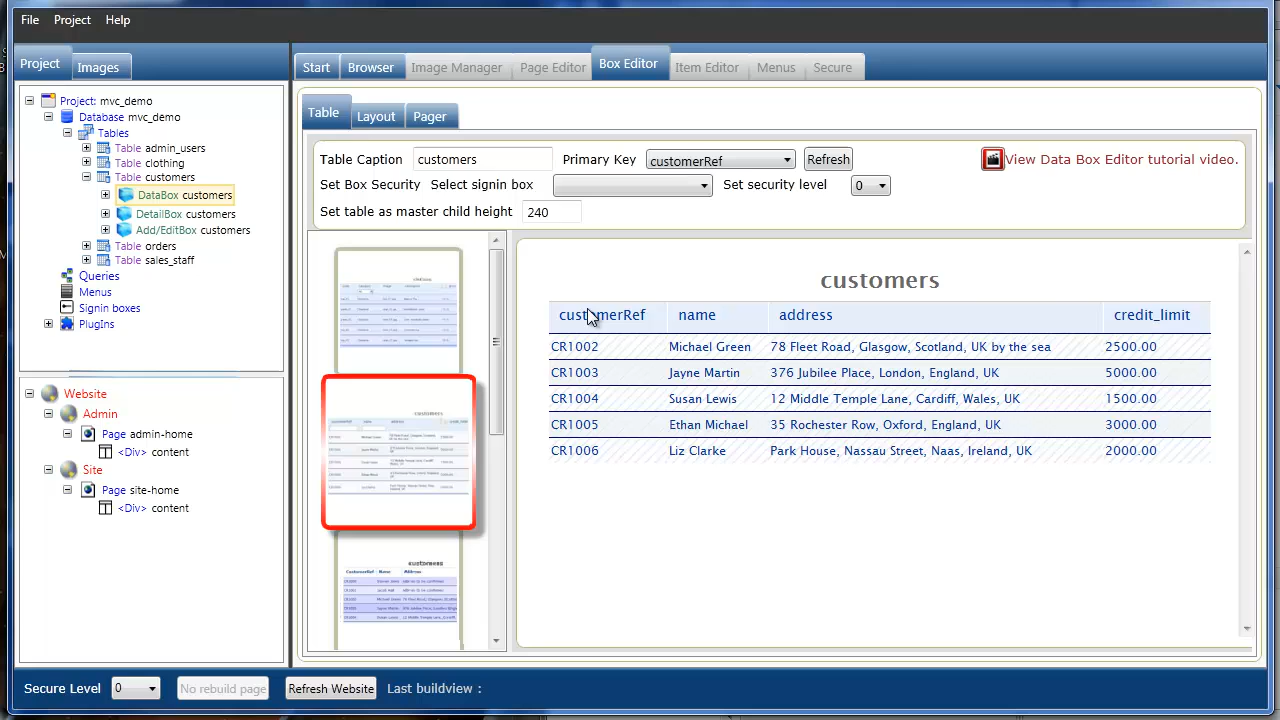 File Project Help
Project Images
Start Browser Image Manager Page Editor Box Editor Item Editor Menus Secure
Project: mvc_demo
Database mvc_demo
Tables
Table admin_users
Table clothing
Table customers
DataBox customers
DetailBox customers
Add/EditBox customers
Table orders
Table sales_staff
Queries
Menus
Signin boxes
PlugIns
Website
Admin
Page admin-home
<Div> content
Site
Page site-home
<Div> content
Table Layout Pager
Table Caption customers Primary Key customerRef Refresh View Data Box Editor tutorial video.
Set Box Security Select signin box Set security level 0
Set table as master child height 240
customers
customerRef name address credit_limit
CR1002 Michael Green 78 Feet Road, Glasgow, Scotland, UK by the sea 2500.00
CR1003 Jayne Martin 376 Jubilee Place, London, England, UK 5000.00
CR1004 Susan Lewis 12 Middle Temple Lane, Cardiff, Wales, UK 1500.00
CR1005 Ethan Michael 35 Rochester Row, Oxford, England, UK 3000.00
CR1006 Liz Clarke Park House, Main Street, Naas, Ireland, UK
customers
CustomerRef Name Address
Secure Level 0 No rebuild page Refresh Website Last buildview :